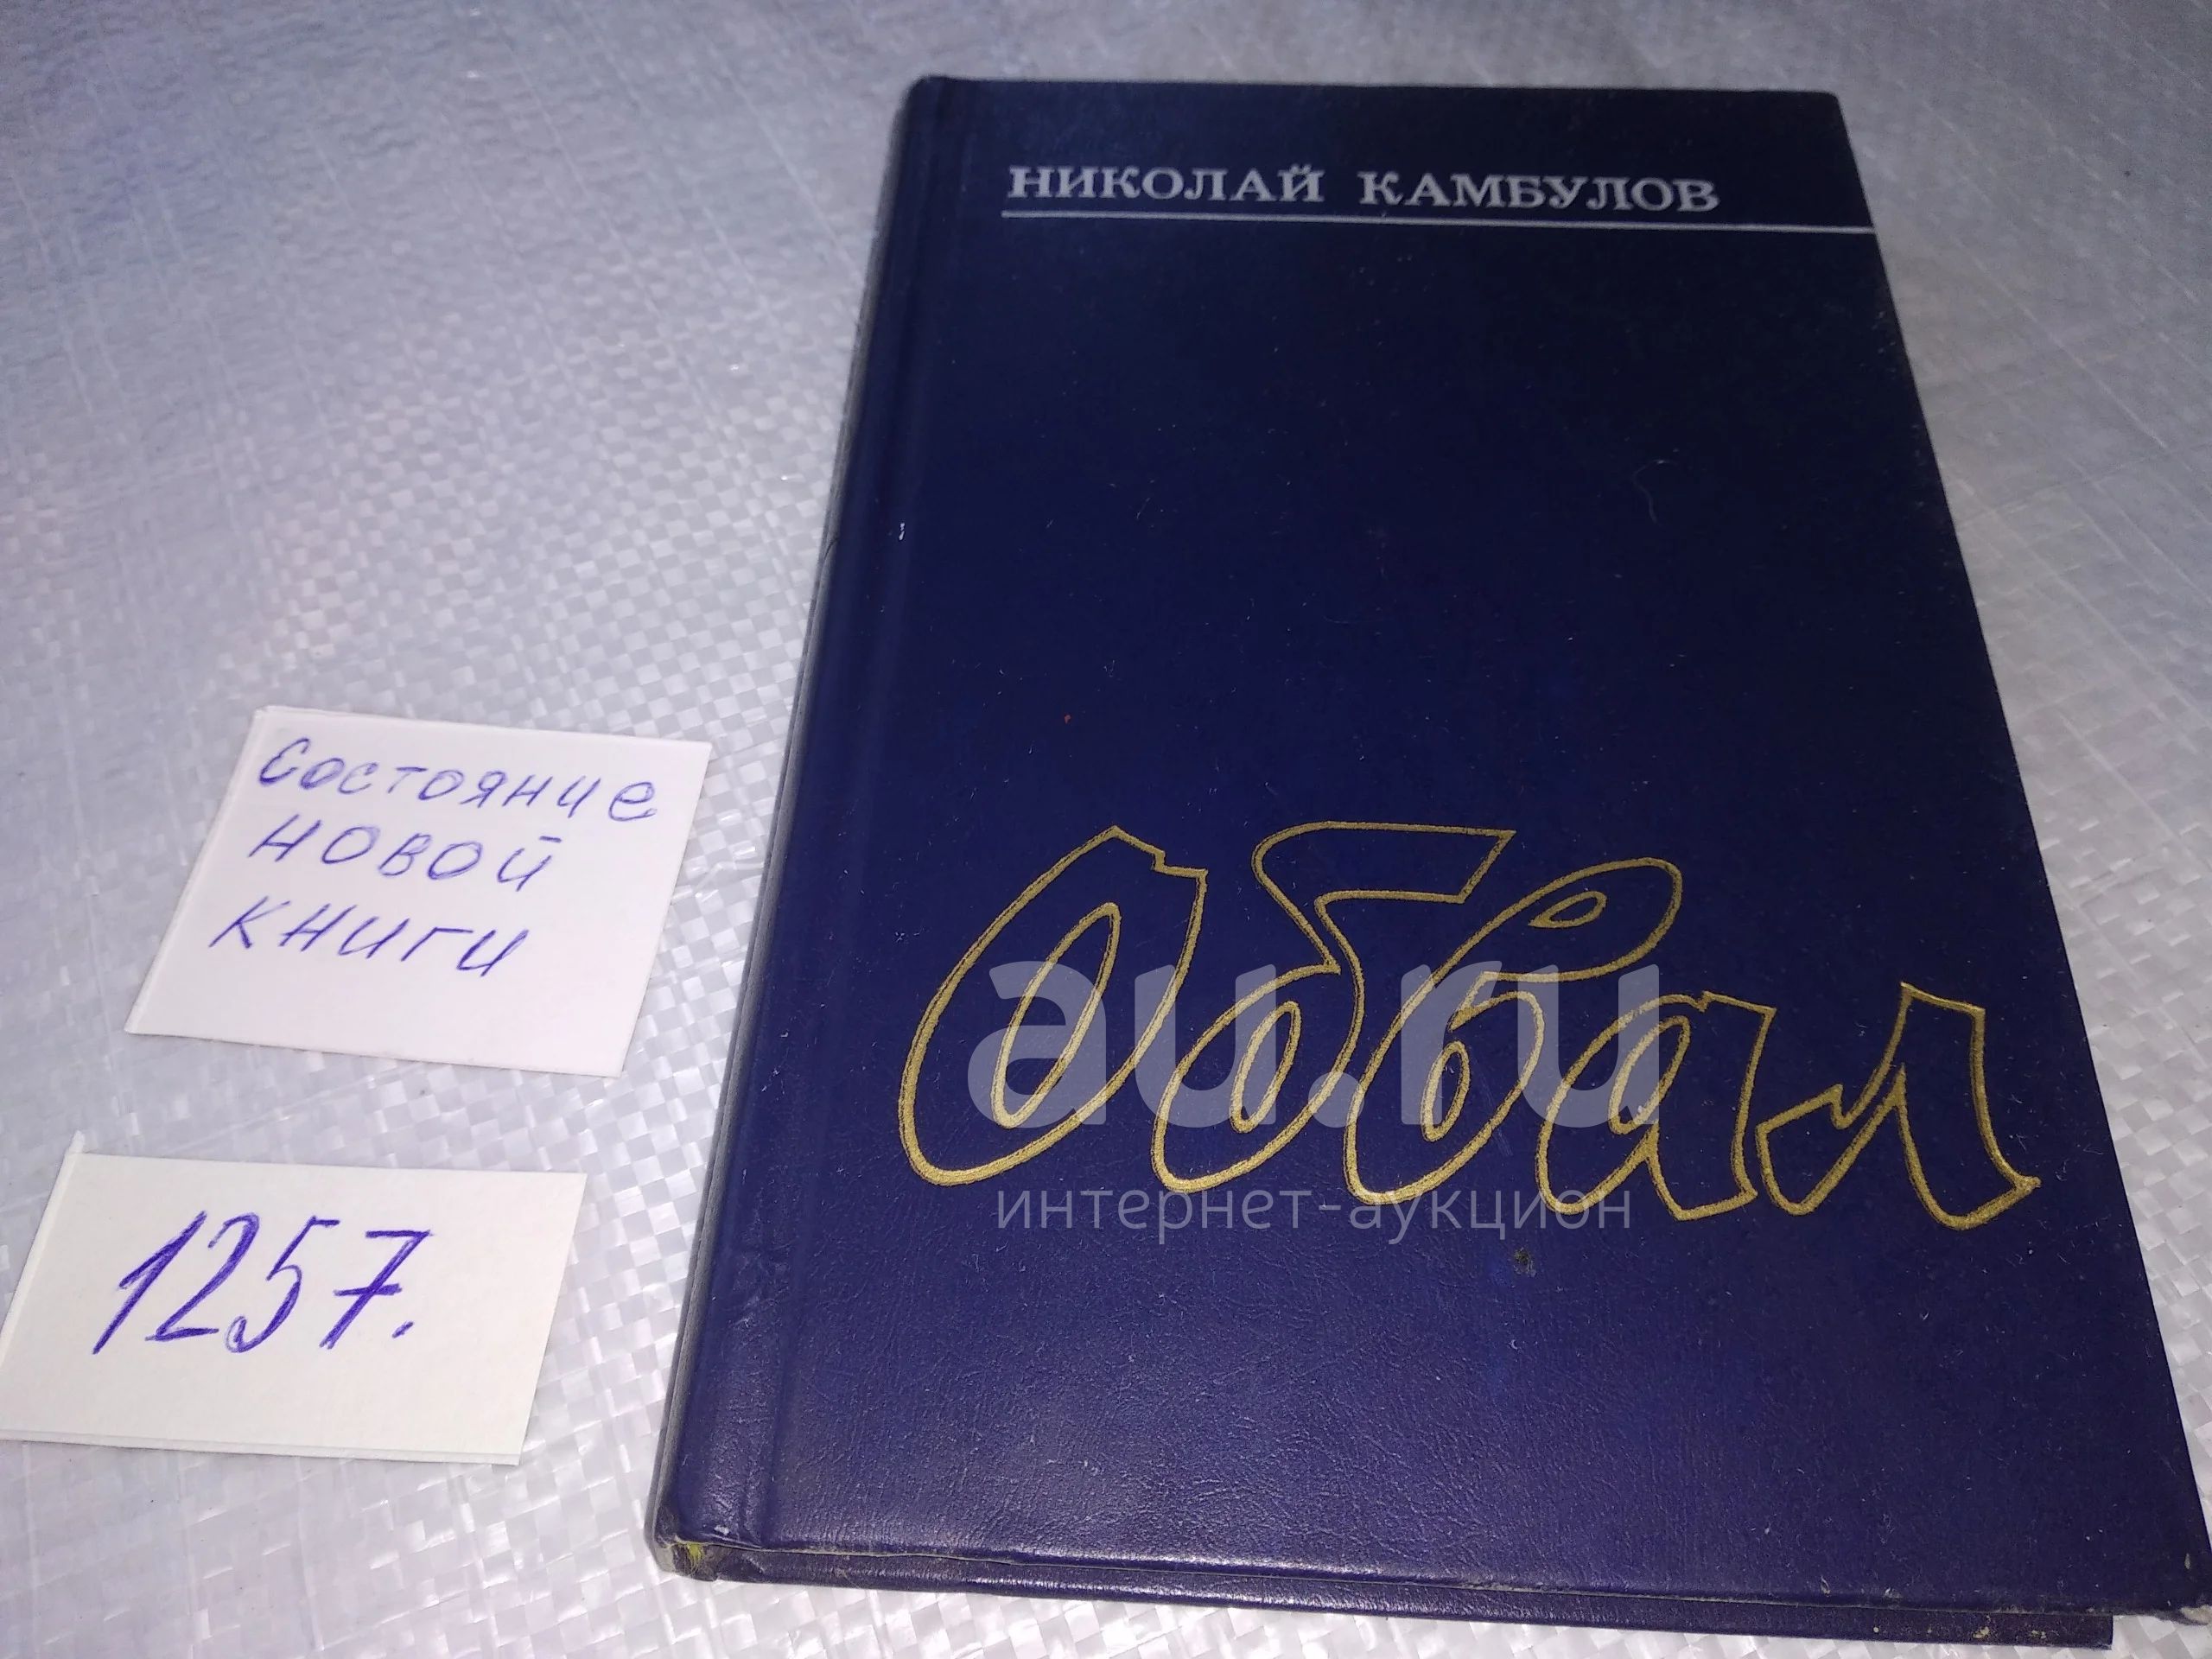 НИКОЛАЙ КАМБУЛОВ
Обвал
au.ru
интернет-аукцион
Состояние
новой
книги
1257.